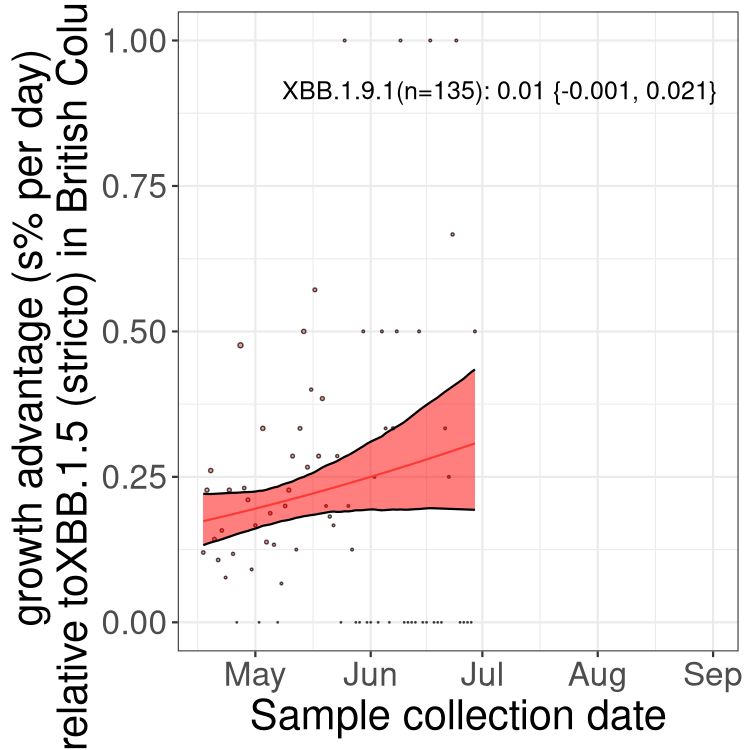 growth advantage (s% per day)
relative toXBB.1.5 (stricto) in British Colu
1.00
0.75
0.50
0.25
0.00
XBB.1.9.1(n=135): 0.01 {-0.001, 0.021}
May Jun Jul Aug Sep
Sample collection date